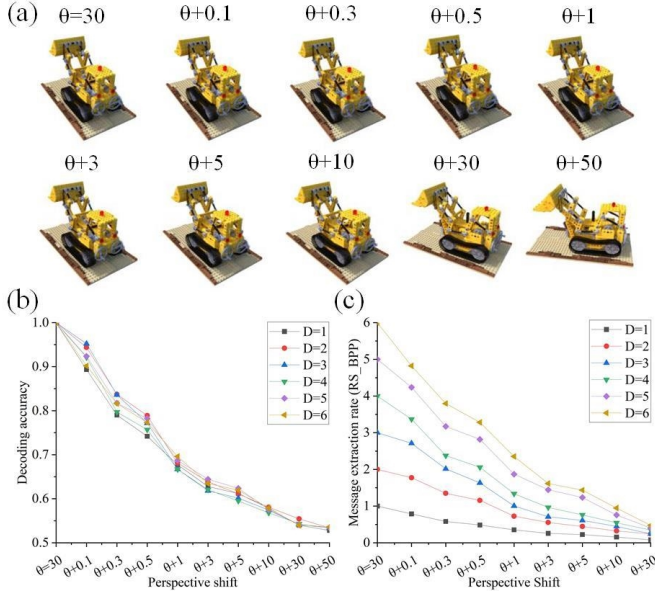 (a)
θ=30 θ+0.1 θ+0.3 θ+0.5 θ+1
θ+3 θ+5 θ+10 θ+30 θ+50
(b)
1.0
0.9
0.8
0.7
0.6
0.5
Decoding accuracy
D=1
D=2
D=3
D=4
D=5
D=6
θ=30 θ+0.1 θ+0.3 θ+0.5 θ+1 θ+3 θ+5 θ+10 θ+30 θ+50
Perspective shift
(c)
6
5
4
3
2
1
0
Message extraction rate (RS_BPP)
D=1
D=2
D=3
D=4
D=5
D=6
θ=30 θ+0.1 θ+0.3 θ+0.5 θ+1 θ+3 θ+5 θ+10 θ+30
Perspective Shift